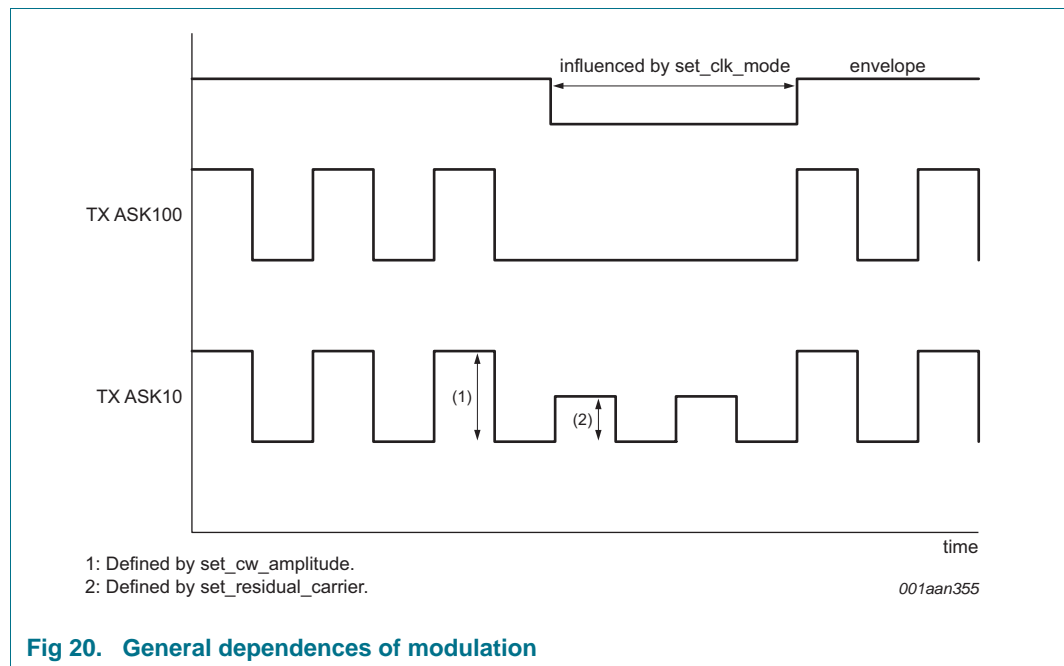 influenced by set_clk_mode
envelope
TX ASK100
TX ASK10
(1)
(2)
time
1: Defined by set_cw_amplitude.
2: Defined by set_residual_carrier.
001aan355
Fig 20. General dependences of modulation